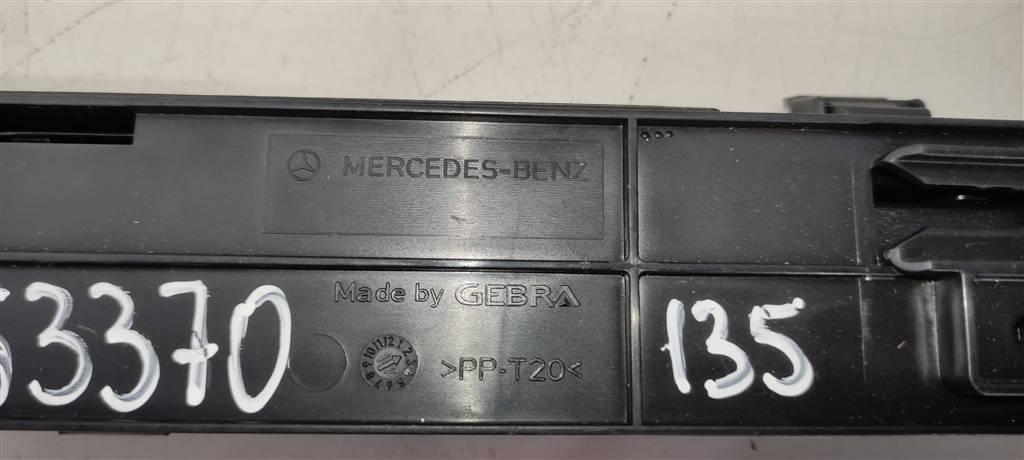 MERCEDES-BENZ
Made by GEBRA
3370
135
>PP-T20<